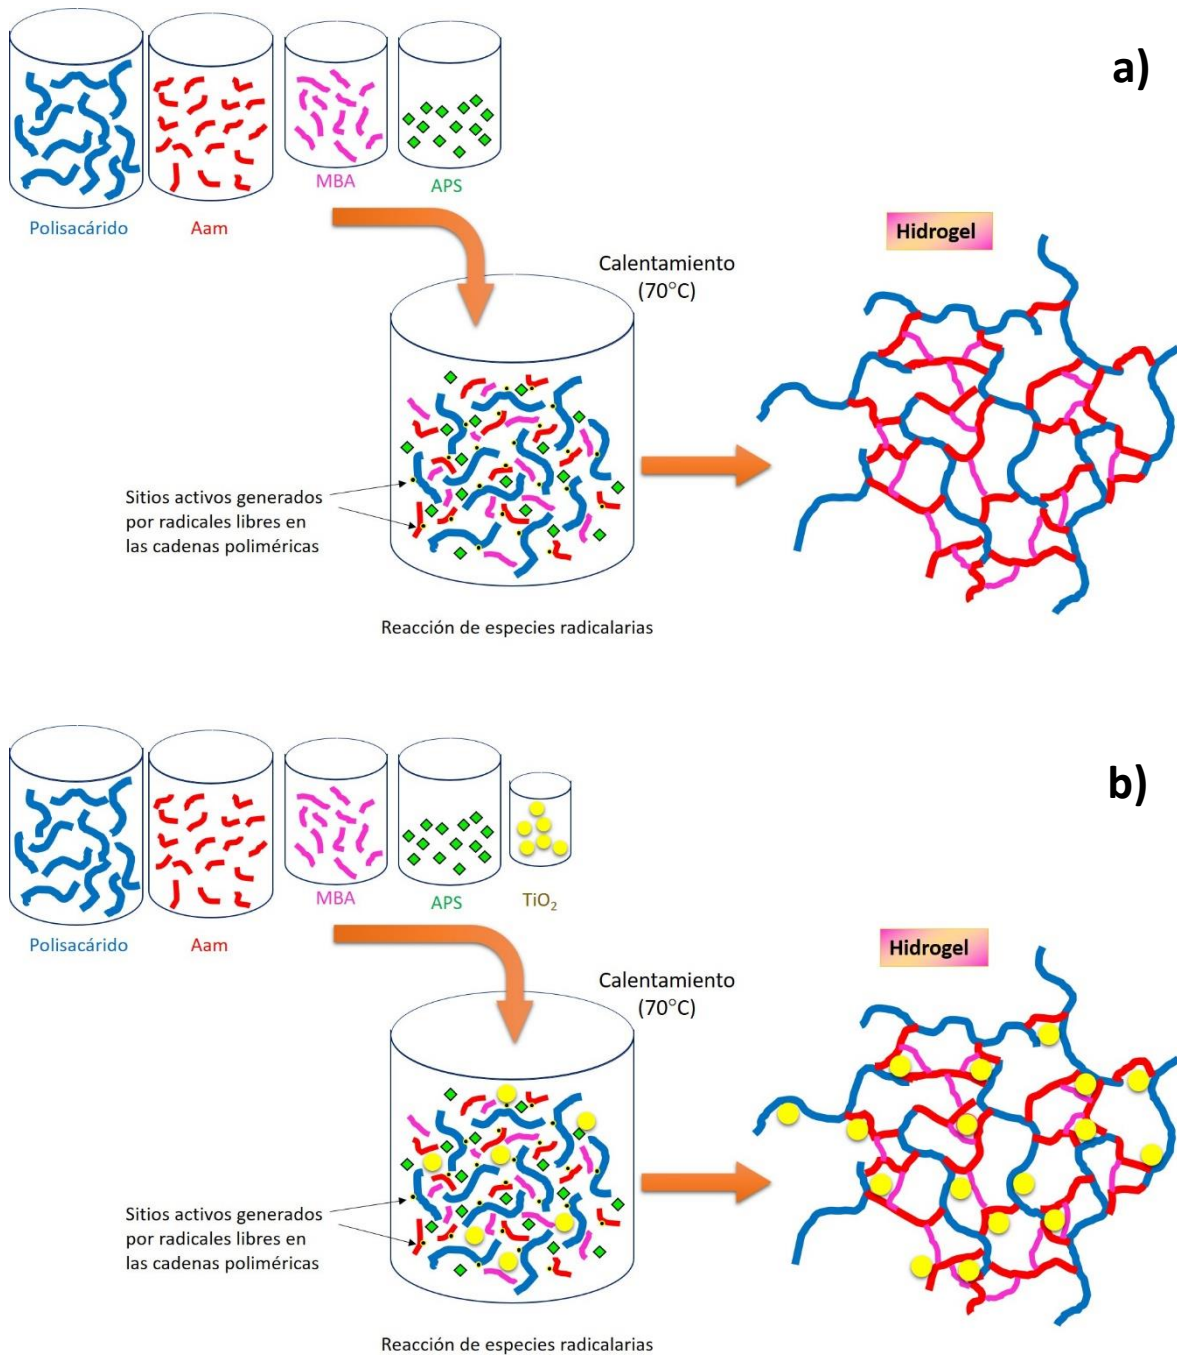 a)
MBA
APS
Polisacárido
Aam
Hidrogel
Calentamiento
(70°C)
Sitios activos generados
por radicales libres en
las cadenas poliméricas
Reacción de especies radicalarias
b)
MBA
APS
TiO₂
Polisacárido
Aam
Hidrogel
Calentamiento
(70°C)
Sitios activos generados
por radicales libres en
las cadenas poliméricas
Reacción de especies radicalarias